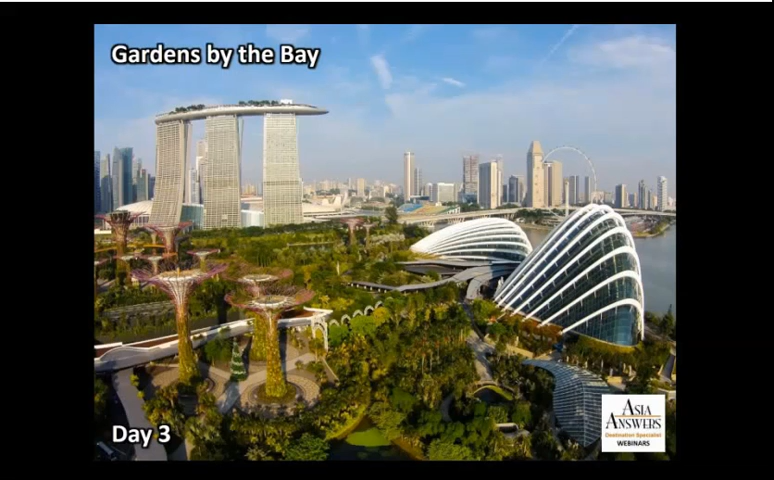 Gardens by the Bay
Day 3
ASIA
ANSWERS
Destination Specialist
WEBINARS